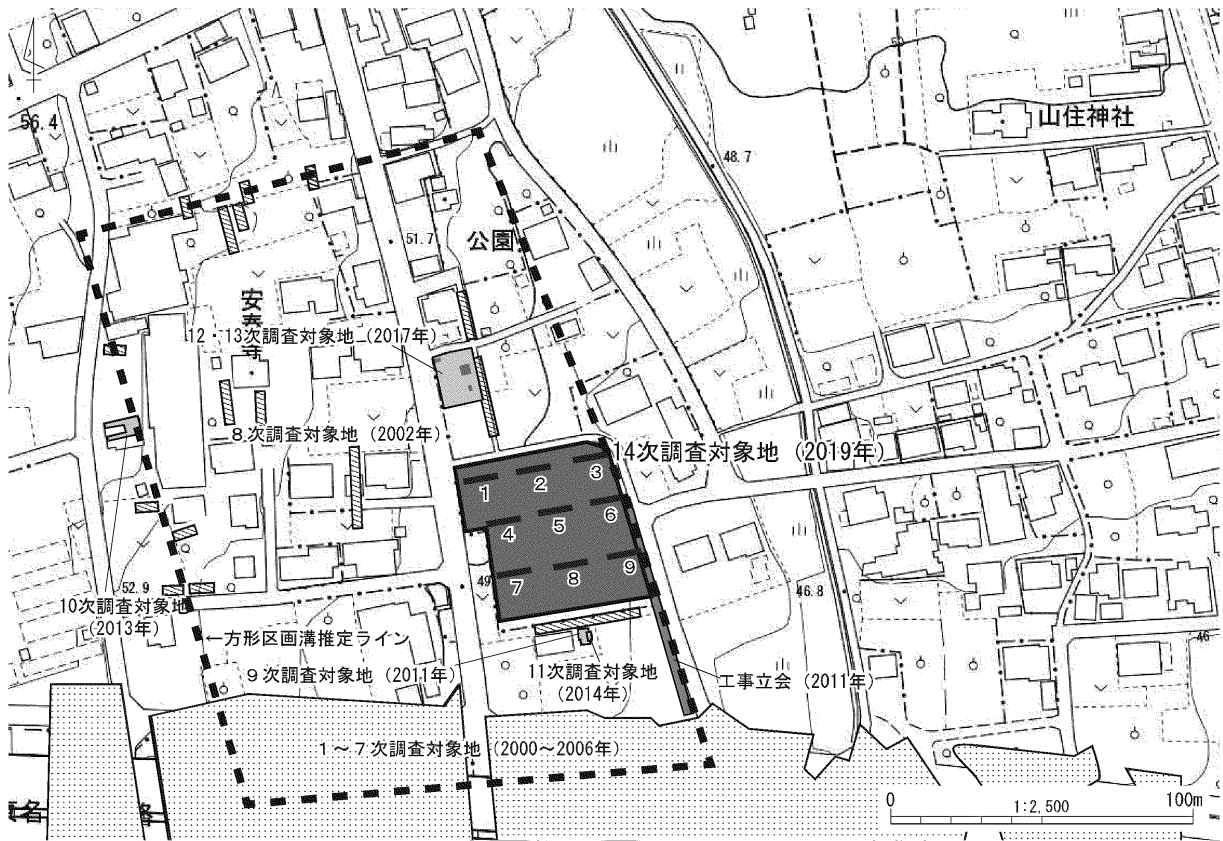 56.4
山住神社
48.7
51.7
公園
安泰寺
12・13次調査対象地(2017年)
8次調査対象地(2002年)
14次調査対象地(2019年)
1
2
3
4
5
6
7
8
9
49
52.9
10次調査対象地
(2013年)
46.8
46
←方形区画溝推定ライン
9次調査対象地(2011年)
11次調査対象地
(2014年)
工事立会(2011年)
1～7次調査対象地(2000～2006年)
名
0
1:2,500
100m